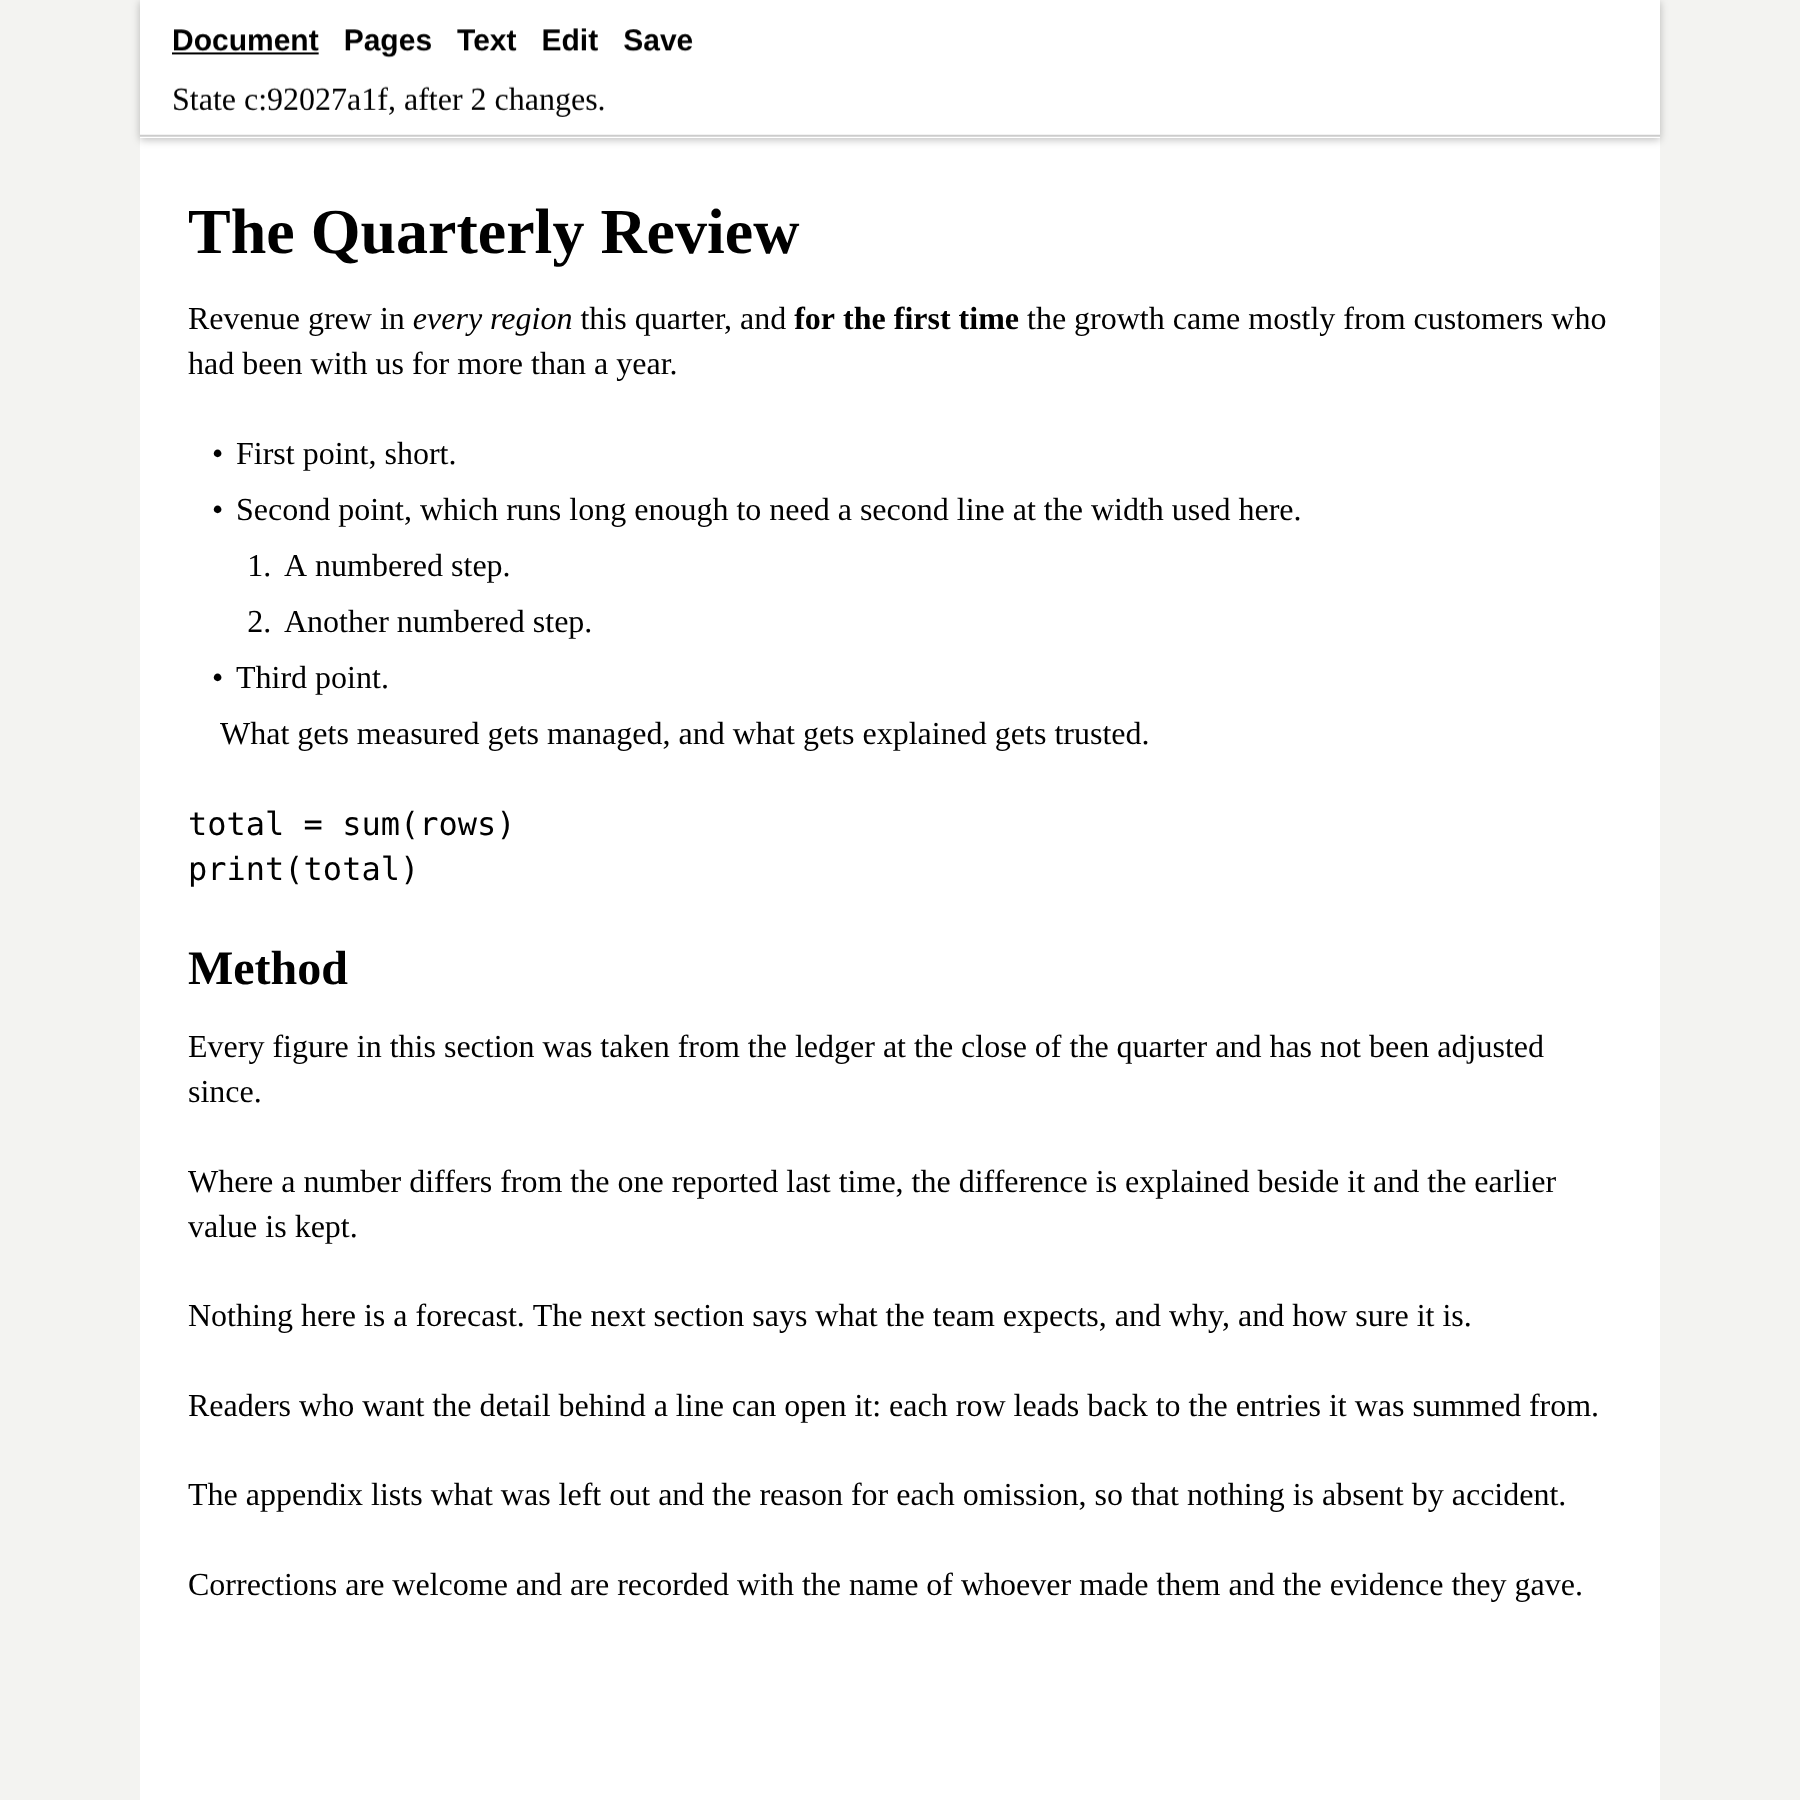 Document Pages Text Edit Save
State c:92027a1f, after 2 changes.
The Quarterly Review
Revenue grew in every region this quarter, and for the first time the growth came mostly from customers who
had been with us for more than a year.
• First point, short.
• Second point, which runs long enough to need a second line at the width used here.
1. A numbered step.
2. Another numbered step.
• Third point.
What gets measured gets managed, and what gets explained gets trusted.
total = sum(rows)
print(total)
Method
Every figure in this section was taken from the ledger at the close of the quarter and has not been adjusted
since.
Where a number differs from the one reported last time, the difference is explained beside it and the earlier
value is kept.
Nothing here is a forecast. The next section says what the team expects, and why, and how sure it is.
Readers who want the detail behind a line can open it: each row leads back to the entries it was summed from.
The appendix lists what was left out and the reason for each omission, so that nothing is absent by accident.
Corrections are welcome and are recorded with the name of whoever made them and the evidence they gave.